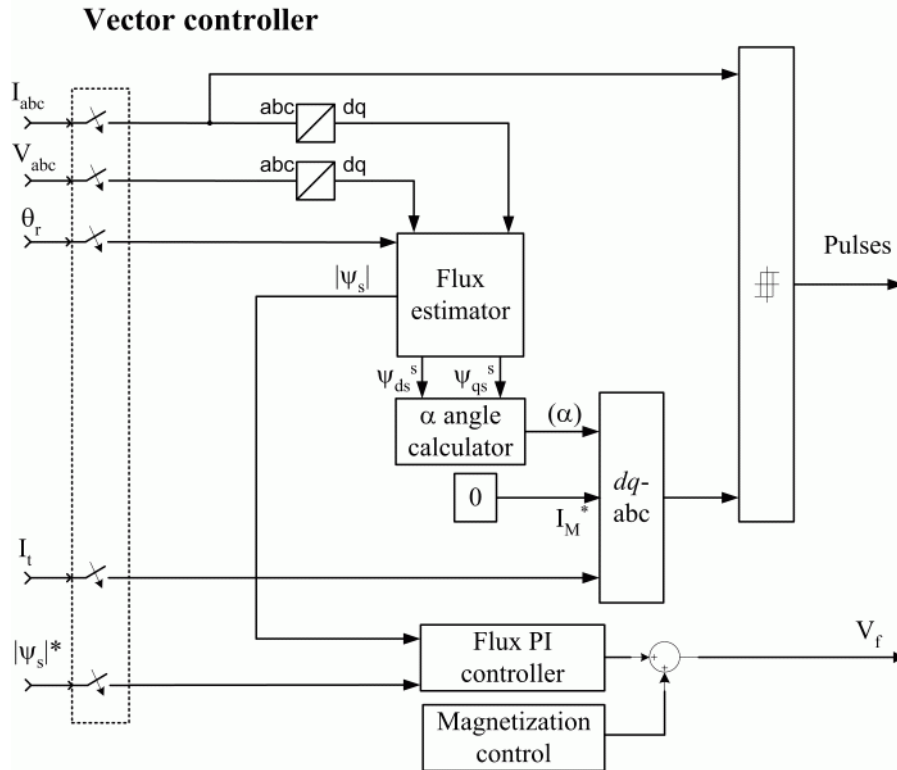 Vector controller
I_abc
abc dq
V_abc
abc dq
θ_r
Pulses
|ψ_s|
Flux
estimator
ψ_ds^s ψ_qs^s
α angle
calculator
(α)
0
I_M^*
dq-
abc
I_t
|ψ_s|*
Flux PI
controller
+
+
V_f
Magnetization
control